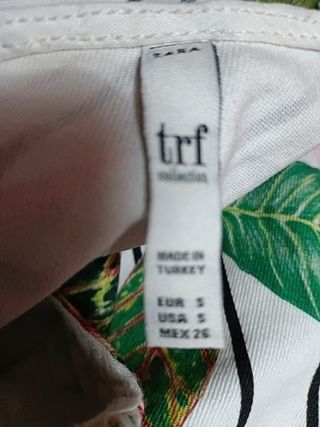 ZARA
trf
collection
MADE IN
TURKEY
EUR S
USA S
MEX 26